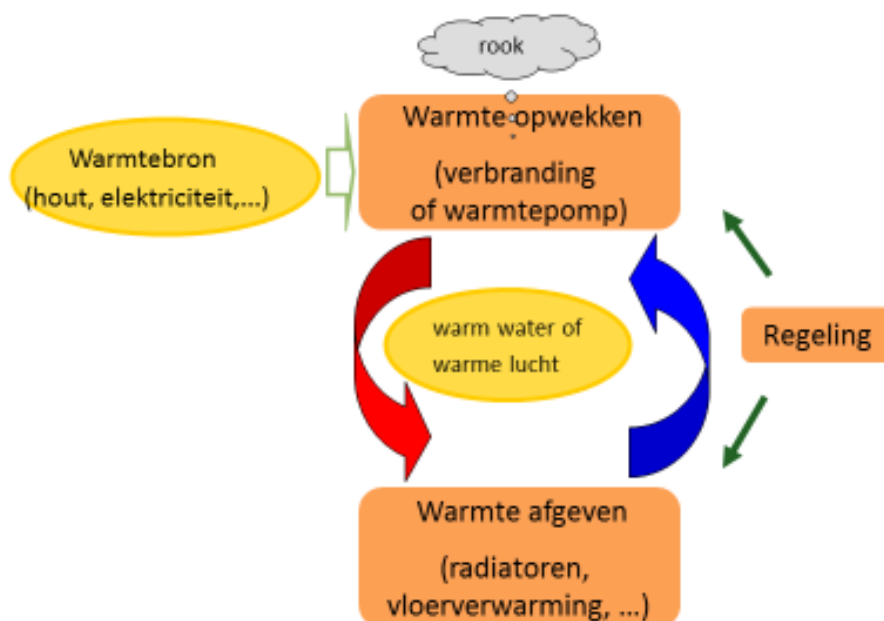 rook
Warmte opwekken
(verbranding
of warmtepomp)
Warmtebron
(hout, elektriciteit,...)
warm water of
warme lucht
Regeling
Warmte afgeven
(radiatoren,
vloerverwarming, ...)